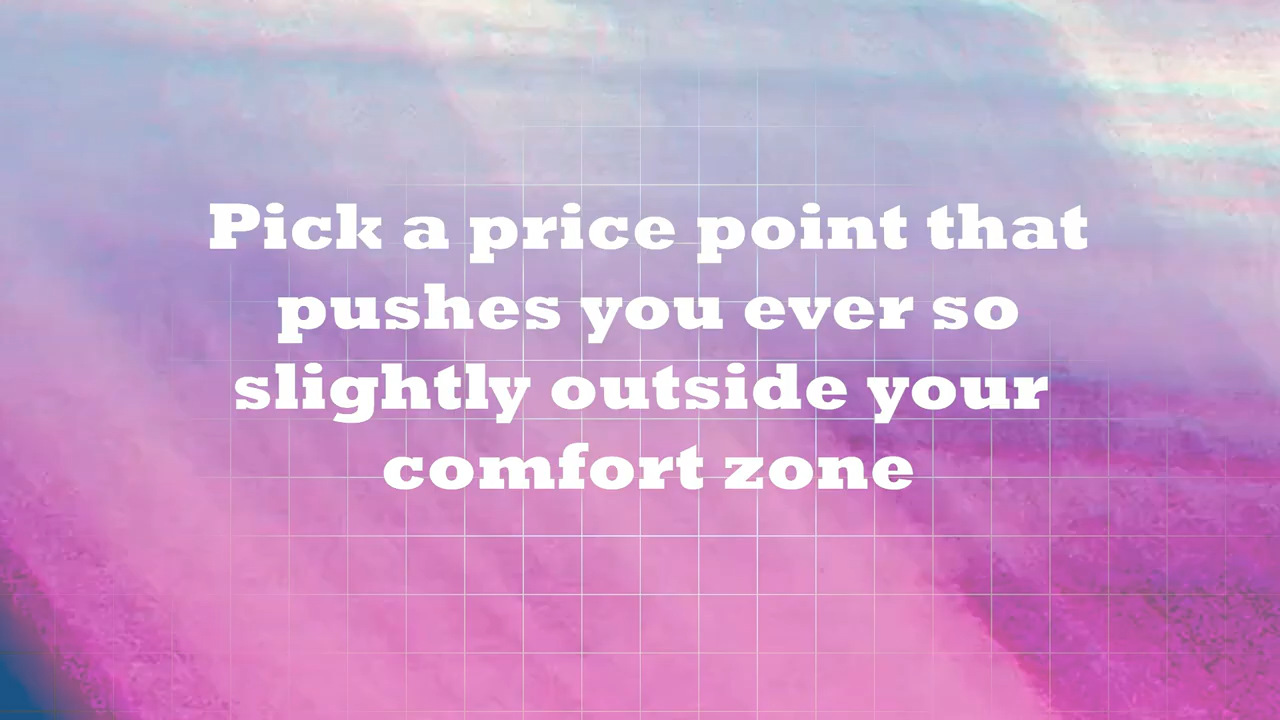 Pick a price point that
pushes you ever so
slightly outside your
comfort zone